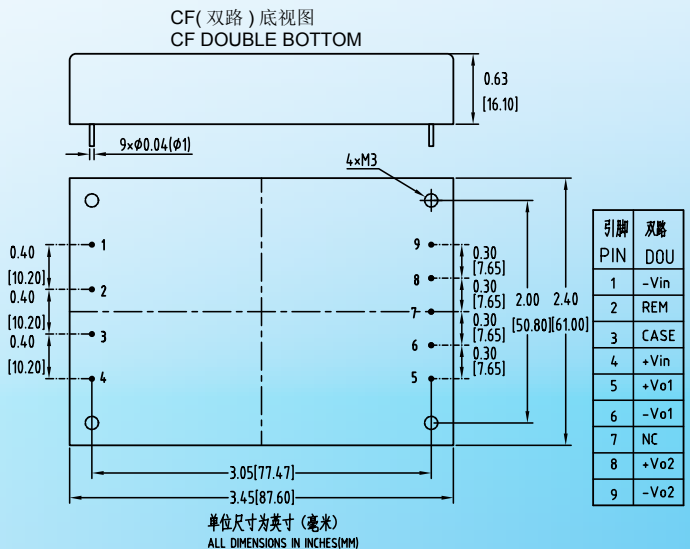 CF( 双路 ) 底视图
CF DOUBLE BOTTOM
0.63
[16.10]
9×φ0.04(φ1)
4×M3
1
2
3
4
0.40
[10.20]
0.40
[10.20]
0.40
[10.20]
9
8
7
6
5
0.30
[7.65]
0.30
[7.65]
0.30
[7.65]
0.30
[7.65]
2.00
[50.80]
2.40
[61.00]
3.05[77.47]
3.45[87.60]
单位尺寸为英寸（毫米）
ALL DIMENSIONS IN INCHES(MM)
引脚 双路
PIN DOU
1 -Vin
2 REM
3 CASE
4 +Vin
5 +Vo1
6 -Vo1
7 NC
8 +Vo2
9 -Vo2